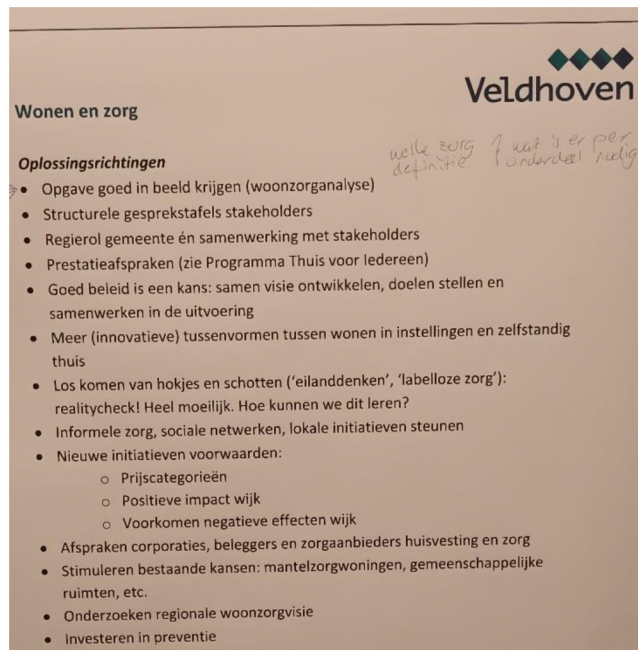 Veldhoven
Wonen en zorg
welke zorg
definitie
wat is er per
onderdeel nodig
Oplossingsrichtingen
• Opgave goed in beeld krijgen (woonzorganalyse)
• Structurele gesprekstafels stakeholders
• Regierol gemeente én samenwerking met stakeholders
• Prestatieafspraken (zie Programma Thuis voor Iedereen)
• Goed beleid is een kans: samen visie ontwikkelen, doelen stellen en
samenwerken in de uitvoering
• Meer (innovatieve) tussenvormen tussen wonen in instellingen en zelfstandig
thuis
• Los komen van hokjes en schotten (‘eilanddenken’, ‘labelloze zorg’):
realitycheck! Heel moeilijk. Hoe kunnen we dit leren?
• Informele zorg, sociale netwerken, lokale initiatieven steunen
• Nieuwe initiatieven voorwaarden:
o Prijscategorieën
o Positieve impact wijk
o Voorkomen negatieve effecten wijk
• Afspraken corporaties, beleggers en zorgaanbieders huisvesting en zorg
• Stimuleren bestaande kansen: mantelzorgwoningen, gemeenschappelijke
ruimten, etc.
• Onderzoeken regionale woonzorgvisie
• Investeren in preventie